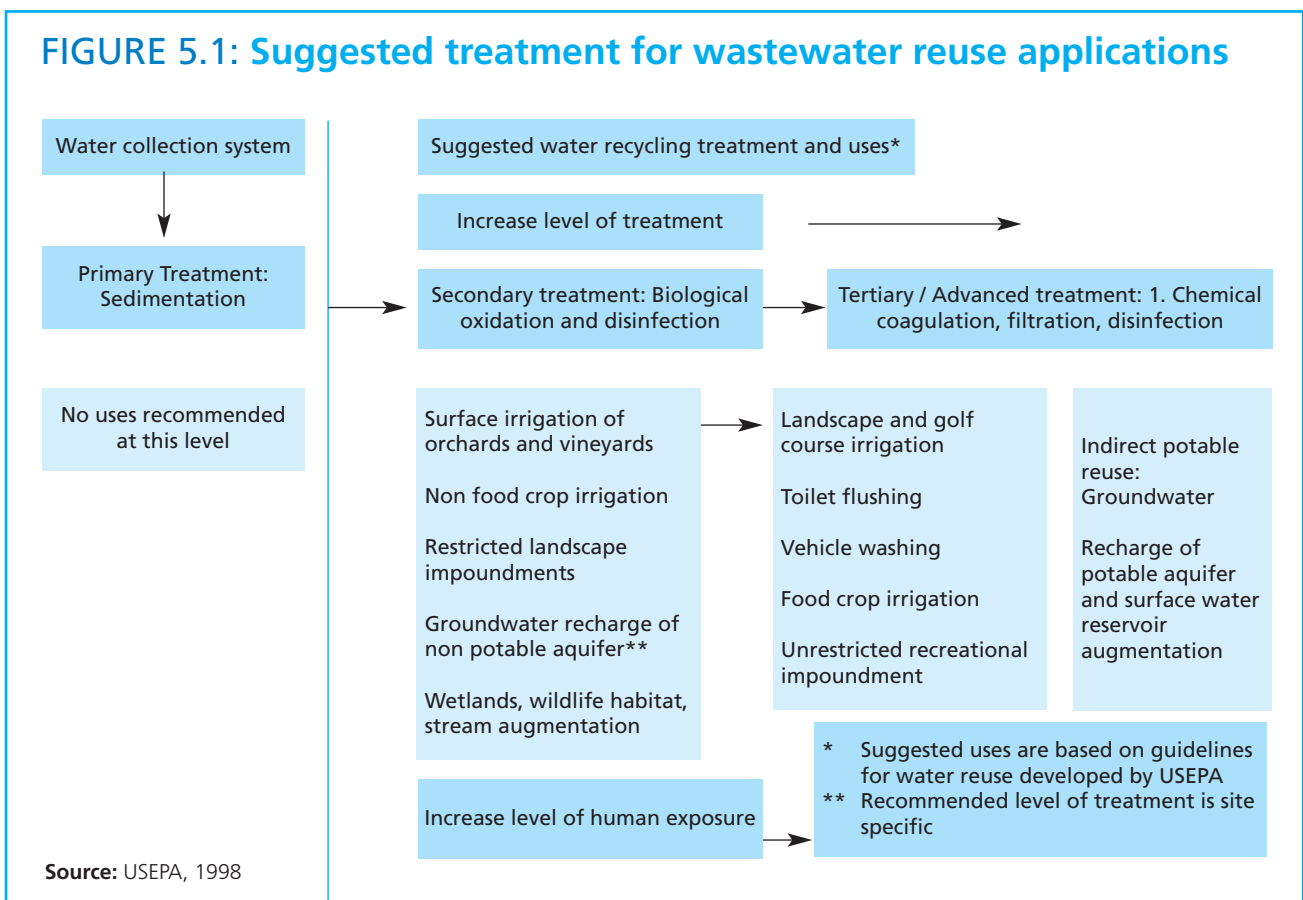 FIGURE 5.1: Suggested treatment for wastewater reuse applications
Water collection system
Suggested water recycling treatment and uses*
Increase level of treatment
Primary Treatment:
Sedimentation
Secondary treatment: Biological
oxidation and disinfection
Tertiary / Advanced treatment: 1. Chemical
coagulation, filtration, disinfection
No uses recommended
at this level
Surface irrigation of
orchards and vineyards
Non food crop irrigation
Restricted landscape
impoundments
Groundwater recharge of
non potable aquifer**
Wetlands, wildlife habitat,
stream augmentation
Landscape and golf
course irrigation
Toilet flushing
Vehicle washing
Food crop irrigation
Unrestricted recreational
impoundment
Indirect potable
reuse:
Groundwater
Recharge of
potable aquifer
and surface water
reservoir
augmentation
Increase level of human exposure
* Suggested uses are based on guidelines
for water reuse developed by USEPA
** Recommended level of treatment is site
specific
Source: USEPA, 1998